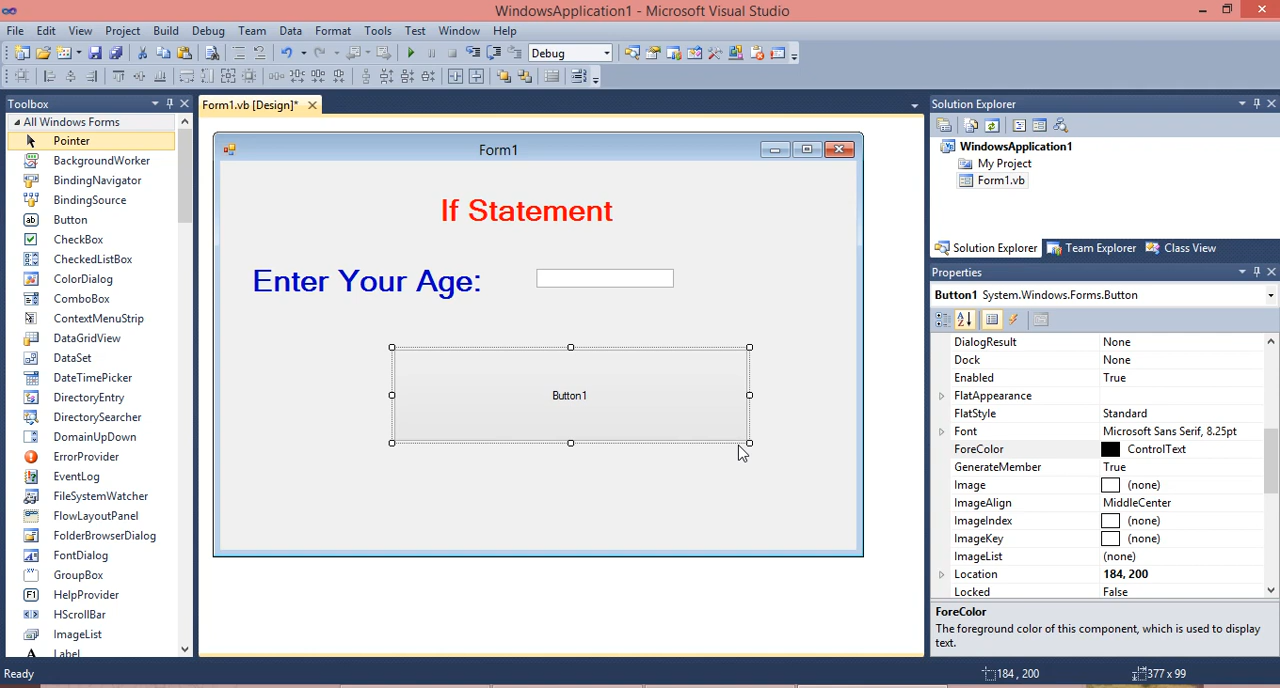 WindowsApplication1 - Microsoft Visual Studio
File Edit View Project Build Debug Team Data Format Tools Test Window Help
Debug
Toolbox
All Windows Forms
Pointer
BackgroundWorker
BindingNavigator
BindingSource
Button
CheckBox
CheckedListBox
ColorDialog
ComboBox
ContextMenuStrip
DataGridView
DataSet
DateTimePicker
DirectoryEntry
DirectorySearcher
DomainUpDown
ErrorProvider
EventLog
FileSystemWatcher
FlowLayoutPanel
FolderBrowserDialog
FontDialog
GroupBox
HelpProvider
HScrollBar
ImageList
Label
Form1.vb [Design]*
Form1
If Statement
Enter Your Age:
Button1
Solution Explorer
WindowsApplication1
My Project
Form1.vb
Solution Explorer Team Explorer Class View
Properties
Button1 System.Windows.Forms.Button
DialogResult None
Dock None
Enabled True
FlatAppearance
FlatStyle Standard
Font Microsoft Sans Serif, 8.25pt
ForeColor ControlText
GenerateMember True
Image (none)
ImageAlign MiddleCenter
ImageIndex (none)
ImageKey (none)
ImageList (none)
Location 184, 200
Locked False
ForeColor
The foreground color of this component, which is used to display
text.
Ready 184 , 200 377 x 99